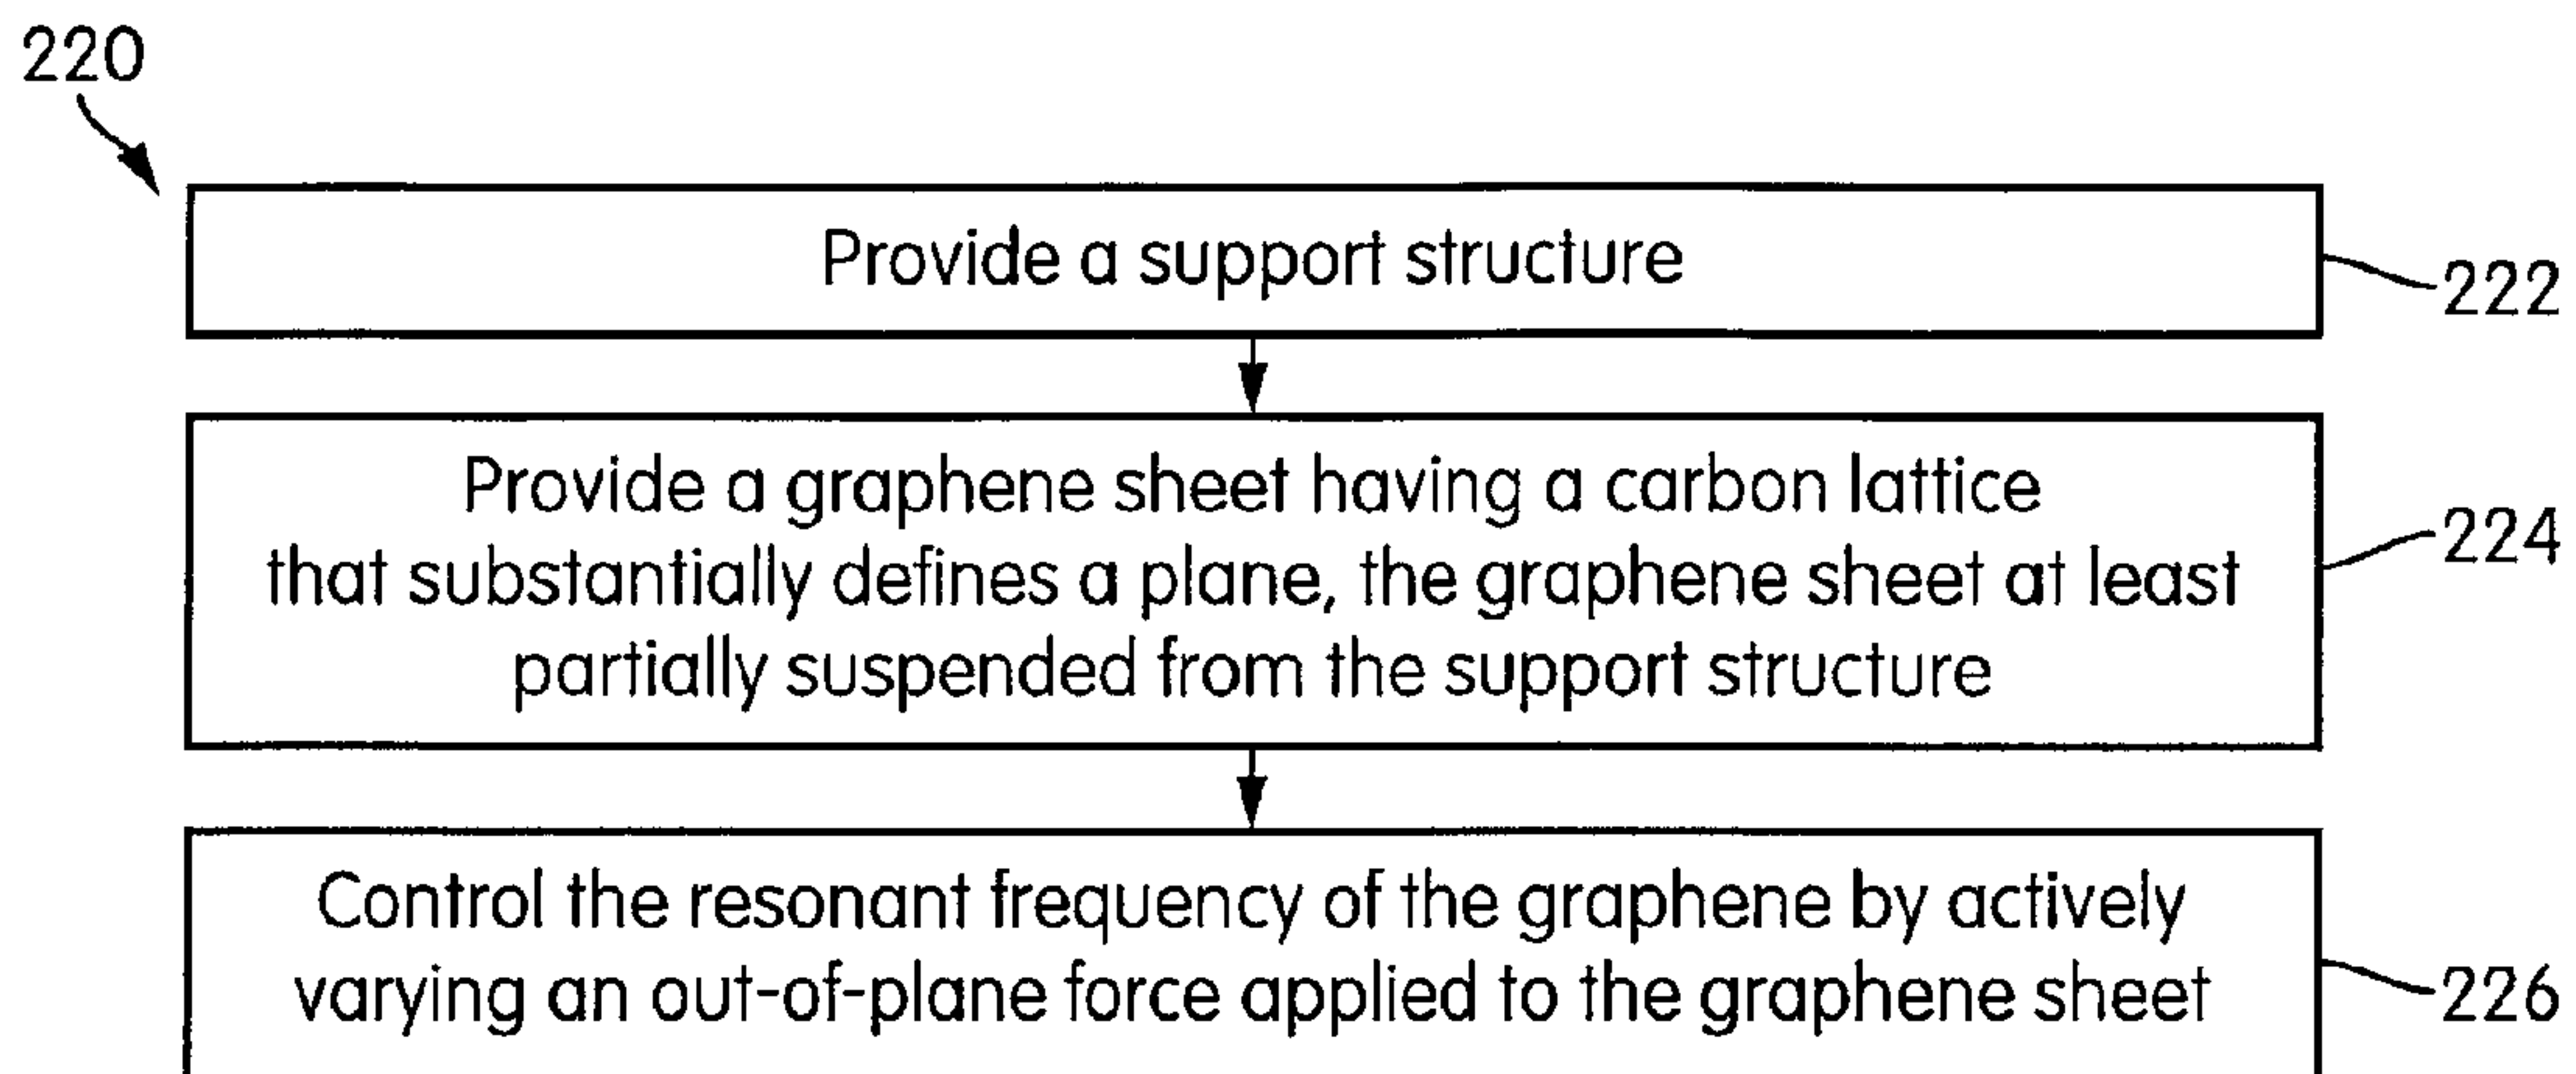 220
Provide a support structure
222
Provide a graphene sheet having a carbon lattice
that substantially defines a plane, the graphene sheet at least
partially suspended from the support structure
224
Control the resonant frequency of the graphene by actively
varying an out-of-plane force applied to the graphene sheet
226